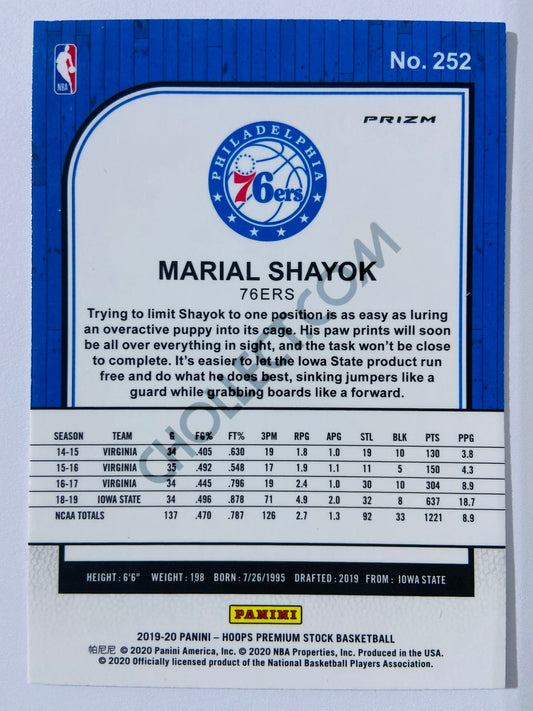 NBA
No. 252
PRIZM
PHILADELPHIA
76ers
MARIAL SHAYOK
76ERS
Trying to limit Shayok to one position is as easy as luring
an overactive puppy into its cage. His paw prints will soon
be all over everything in sight, and the task won't be close
to complete. It's easier to let the Iowa State product run
free and do what he does best, sinking jumpers like a
guard while grabbing boards like a forward.
CHOLLECT.COM
SEASON TEAM G FG% FT% 3PM RPG APG STL BLK PTS PPG
14-15 VIRGINIA 34 .405 .630 19 1.8 1.0 19 10 130 3.8
15-16 VIRGINIA 35 .492 .548 17 1.9 1.1 11 5 150 4.3
16-17 VIRGINIA 34 .445 .796 19 2.4 1.0 30 10 304 8.9
18-19 IOWA STATE 34 .496 .878 71 4.9 2.0 32 8 637 18.7
NCAA TOTALS 137 .470 .787 126 2.7 1.3 92 33 1221 8.9
HEIGHT: 6'6" WEIGHT: 198 BORN: 7/26/1995 DRAFTED: 2019 FROM: IOWA STATE
PANINI
2019-20 PANINI – HOOPS PREMIUM STOCK BASKETBALL
帕尼尼 © 2020 Panini America, Inc. © 2020 NBA Properties, Inc. Produced in the USA.
© 2020 Officially licensed product of the National Basketball Players Association.